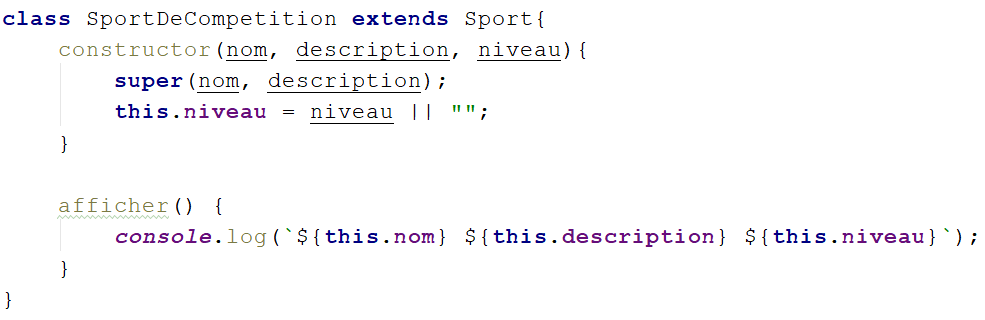 class SportDeCompetition extends Sport{
    constructor(nom, description, niveau){
        super(nom, description);
        this.niveau = niveau || "";
    }

    afficher() {
        console.log(`${this.nom} ${this.description} ${this.niveau}`);
    }
}